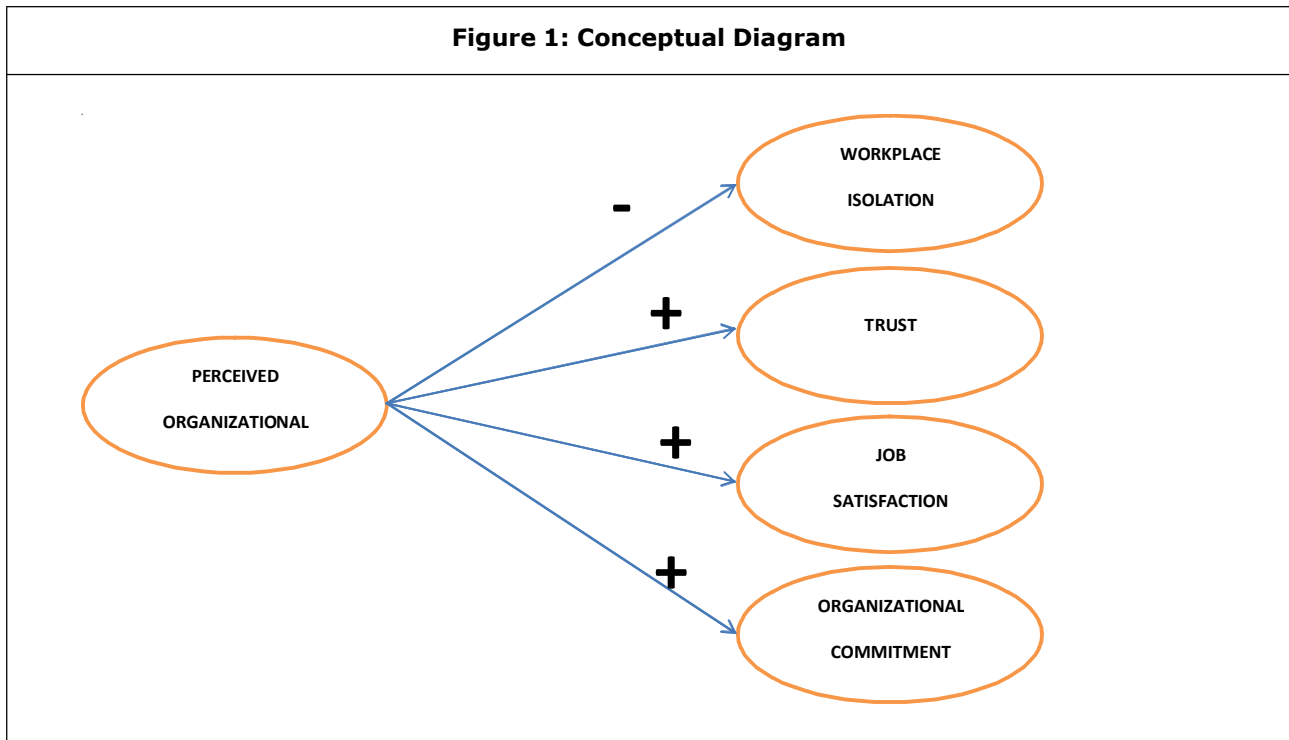 Figure 1: Conceptual Diagram
WORKPLACE
ISOLATION
-
+
TRUST
PERCEIVED
ORGANIZATIONAL
+
JOB
SATISFACTION
+
ORGANIZATIONAL
COMMITMENT